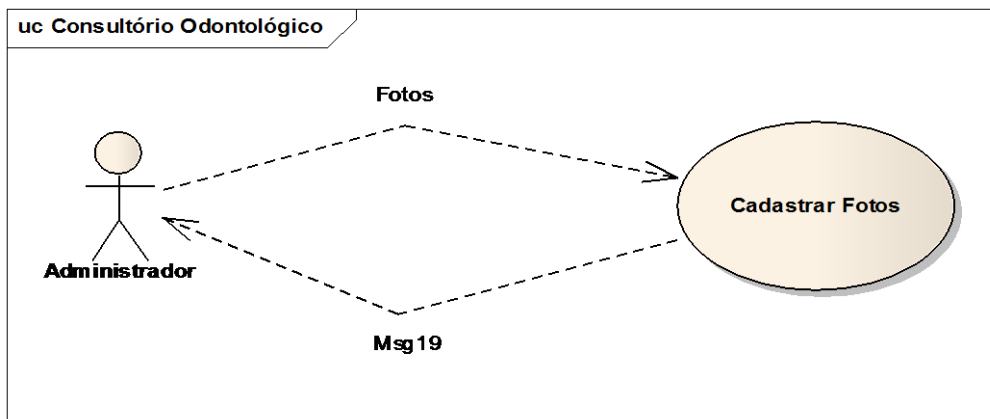 uc Consultório Odontológico
Fotos
Cadastrar Fotos
Administrador
Msg19